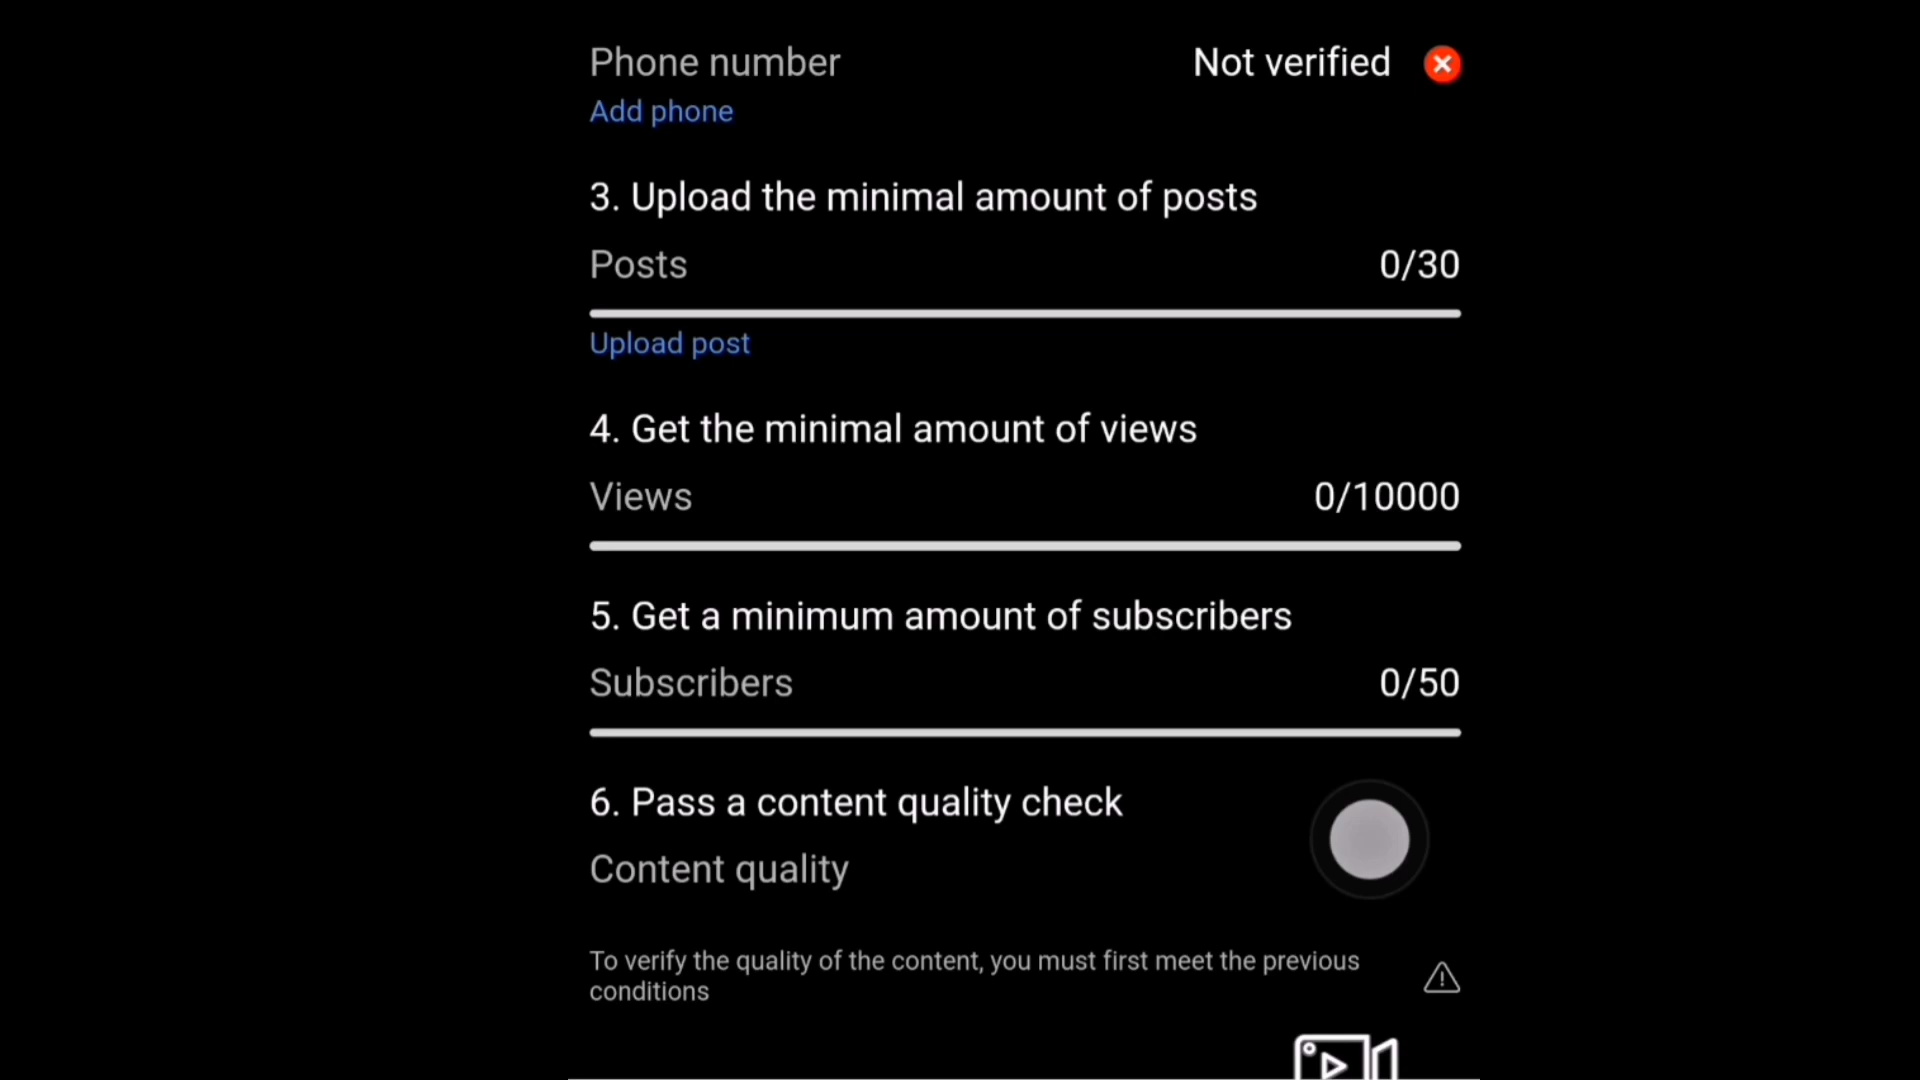 Phone number Not verified
Add phone
3. Upload the minimal amount of posts
Posts 0/30
Upload post
4. Get the minimal amount of views
Views 0/10000
5. Get a minimum amount of subscribers
Subscribers 0/50
6. Pass a content quality check
Content quality
To verify the quality of the content, you must first meet the previous
conditions